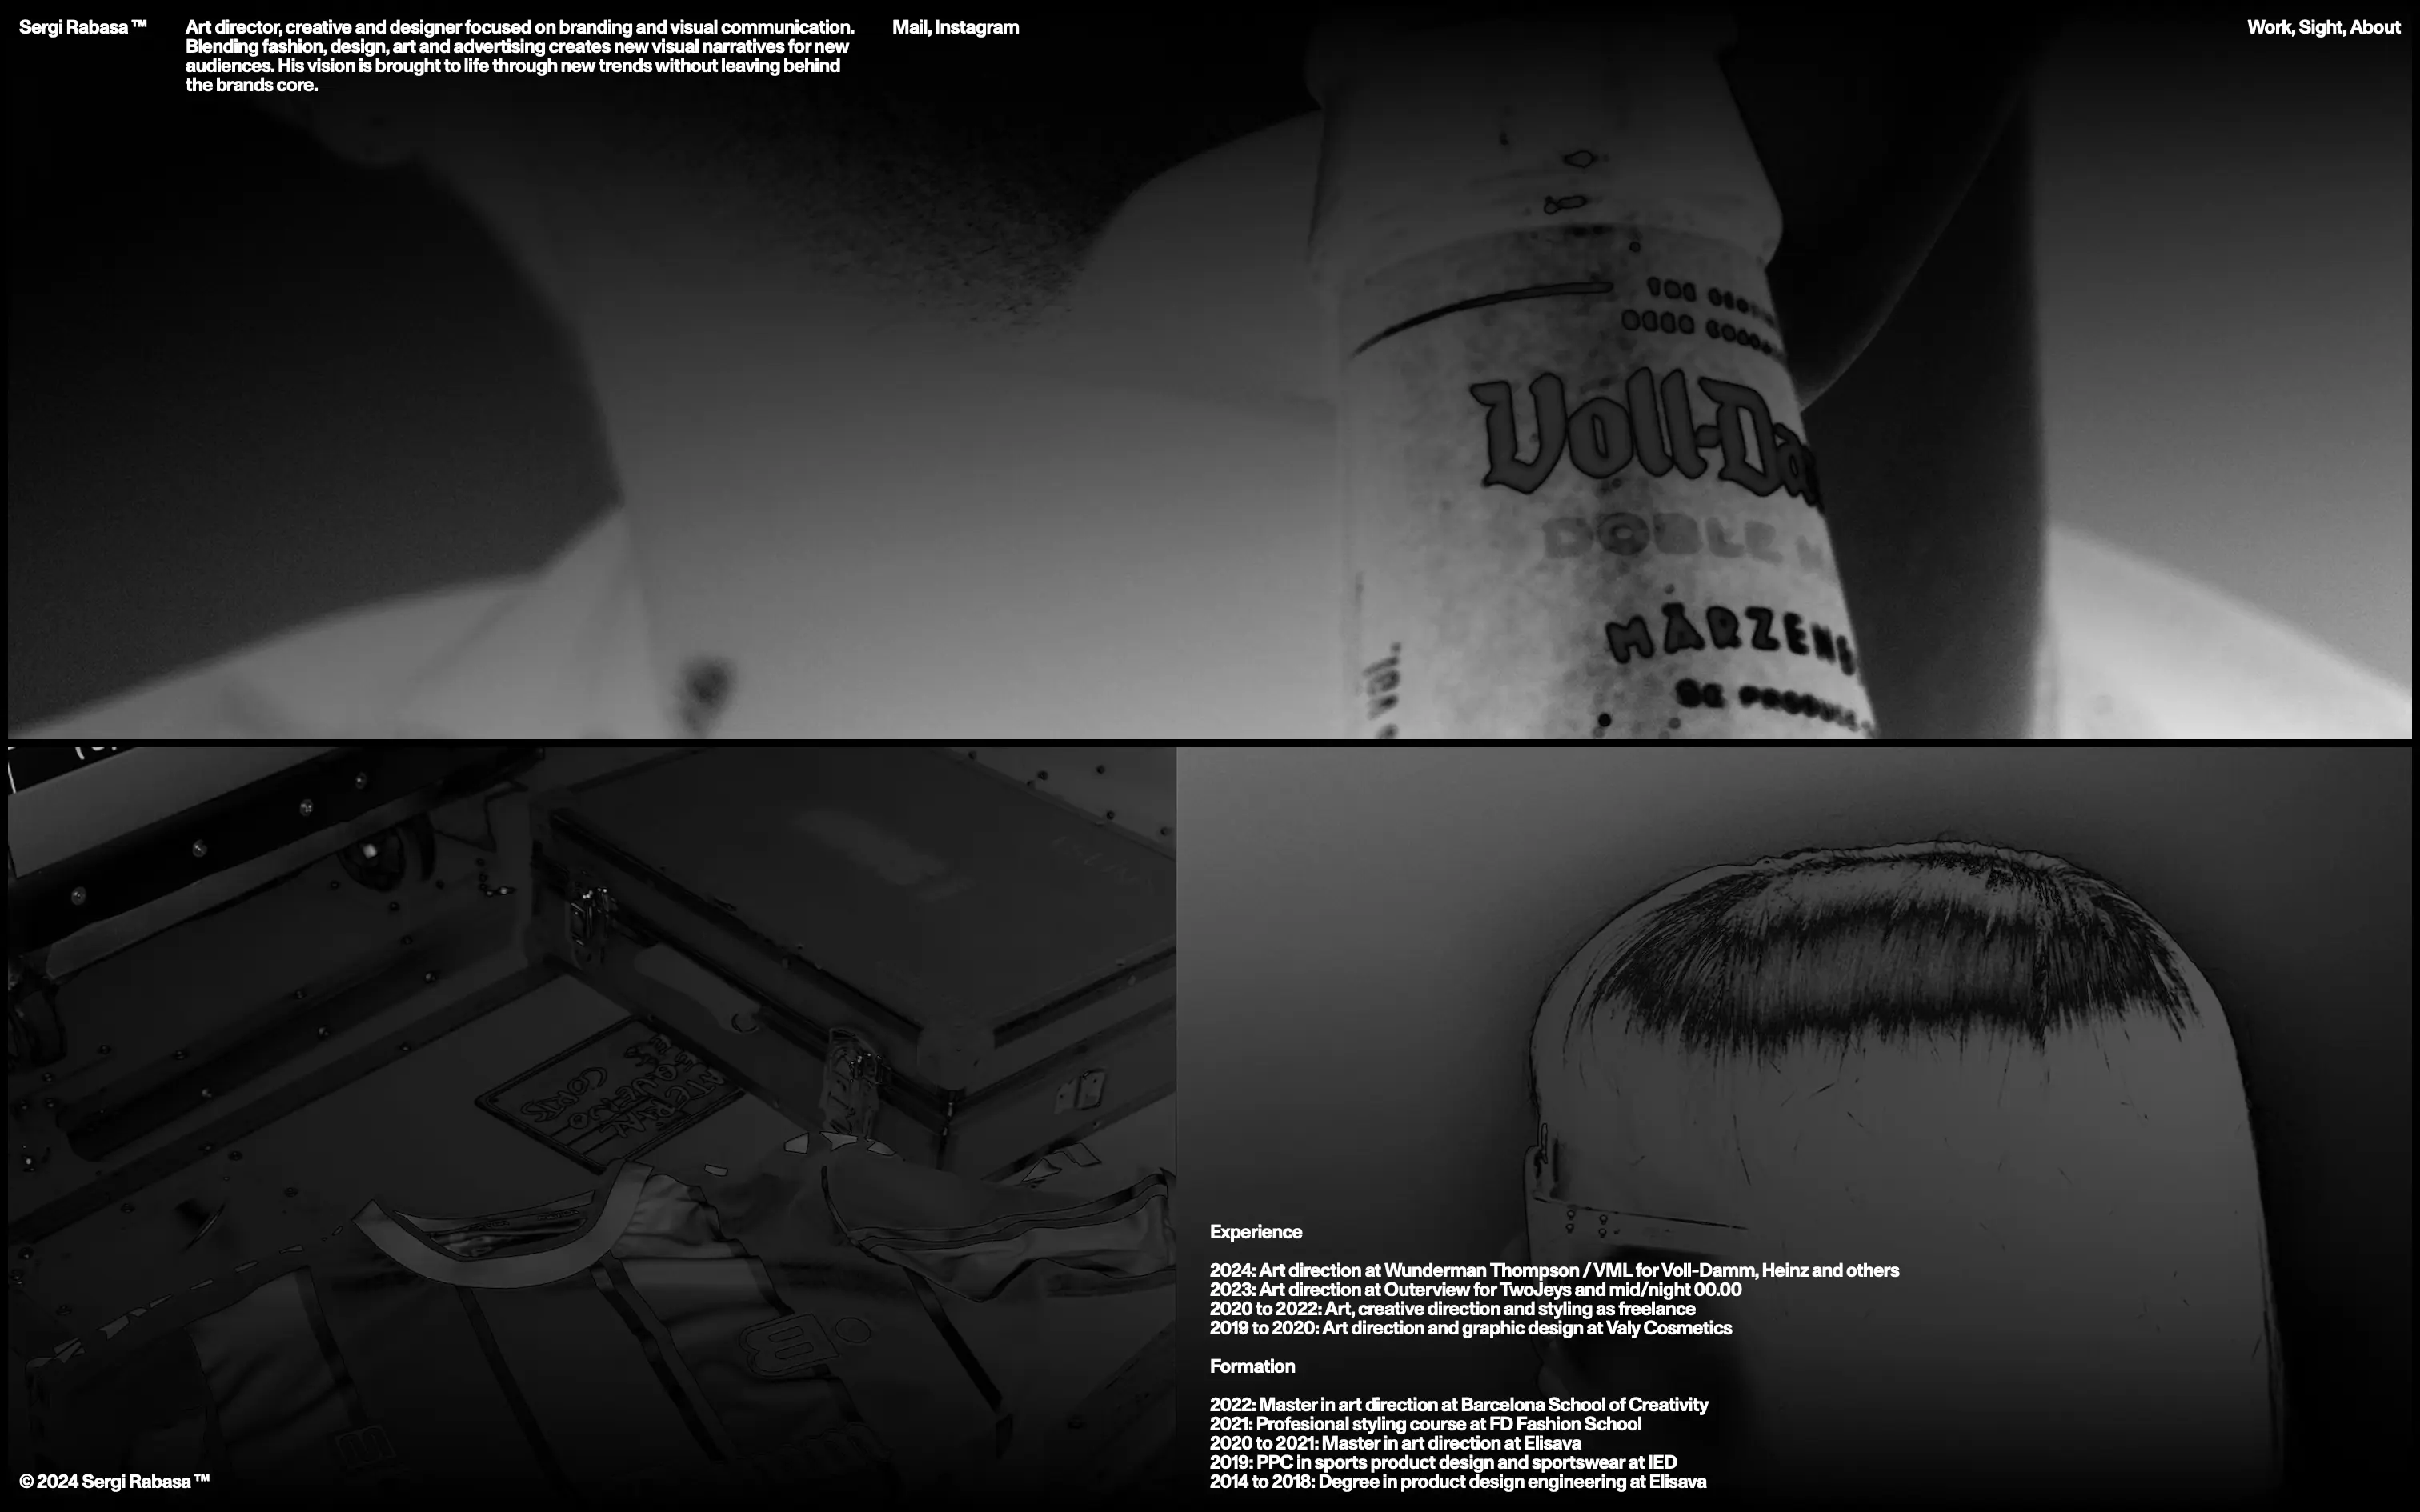 Sergi Rabasa ™
Art director, creative and designer focused on branding and visual communication.
Blending fashion, design, art and advertising creates new visual narratives for new
audiences. His vision is brought to life through new trends without leaving behind
the brands core.
Mail, Instagram
Work, Sight, About
Voll-Da
DOBLE
MÄRZENB
Experience
2024: Art direction at Wunderman Thompson / VML for Voll-Damm, Heinz and others
2023: Art direction at Outerview for TwoJeys and mid/night 00.00
2020 to 2022: Art, creative direction and styling as freelance
2019 to 2020: Art direction and graphic design at Valy Cosmetics
Formation
2022: Master in art direction at Barcelona School of Creativity
2021: Profesional styling course at FD Fashion School
2020 to 2021: Master in art direction at Elisava
2019: PPC in sports product design and sportswear at IED
2014 to 2018: Degree in product design engineering at Elisava
© 2024 Sergi Rabasa ™